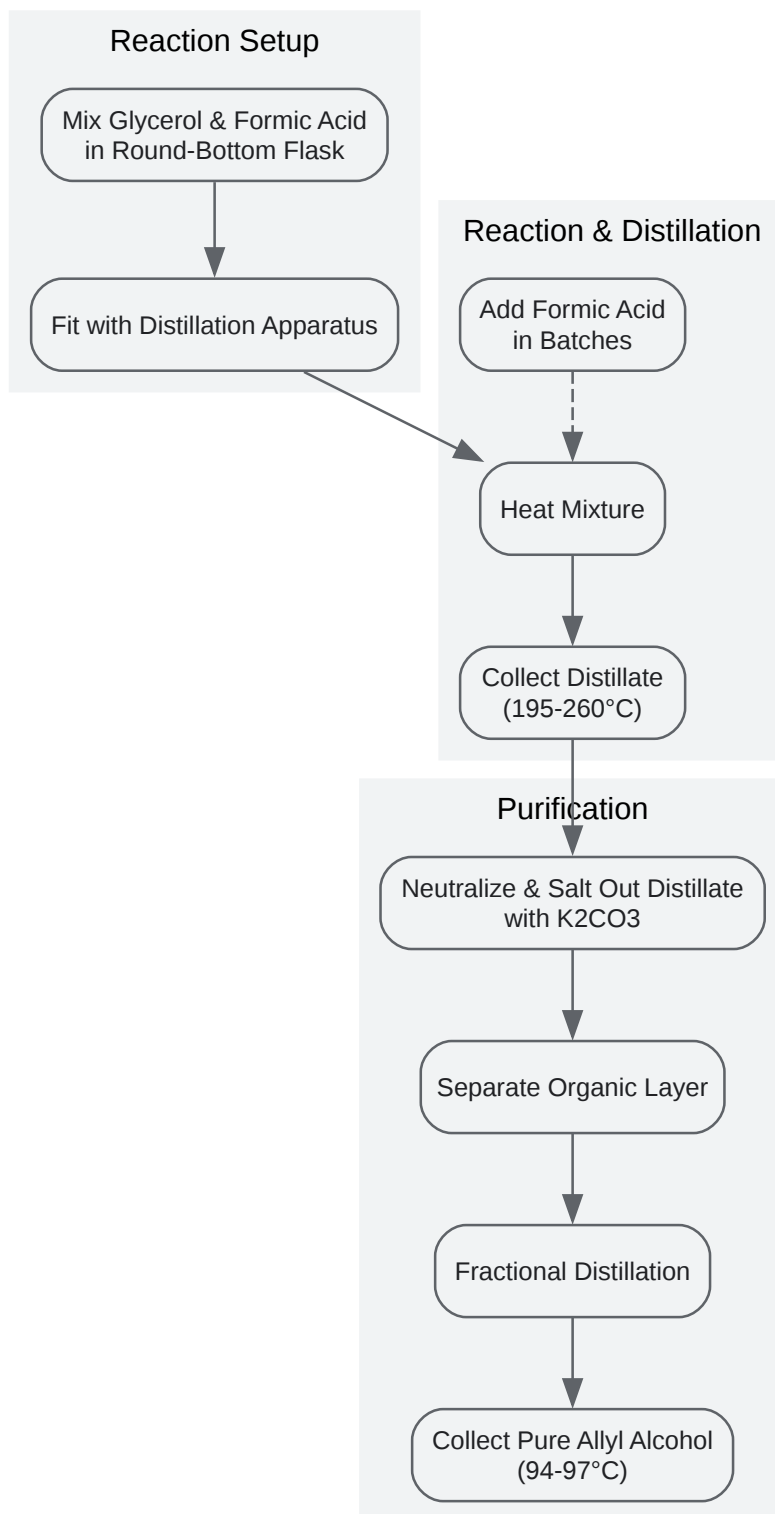 Reaction Setup
Mix Glycerol & Formic Acid
in Round-Bottom Flask
Fit with Distillation Apparatus
Reaction & Distillation
Add Formic Acid
in Batches
Heat Mixture
Collect Distillate
(195-260°C)
Purification
Neutralize & Salt Out Distillate
with K2CO3
Separate Organic Layer
Fractional Distillation
Collect Pure Allyl Alcohol
(94-97°C)